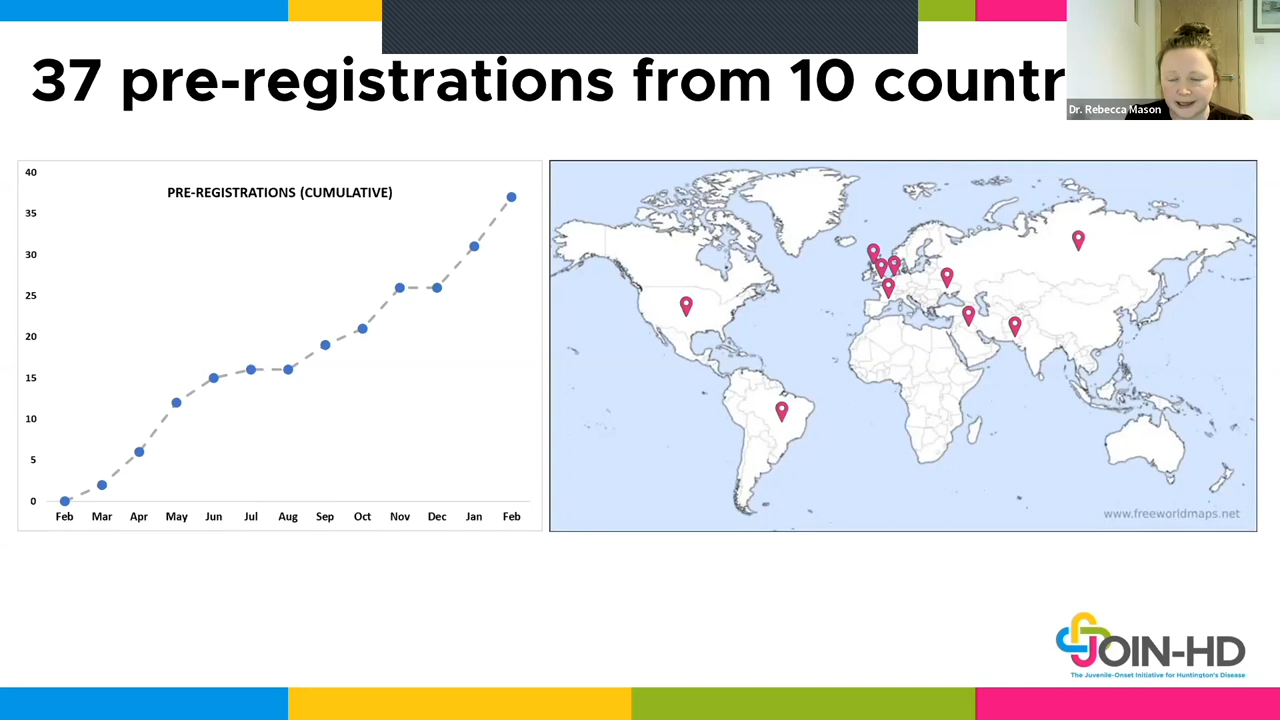 37 pre-registrations from 10 countr
Dr. Rebecca Mason
PRE-REGISTRATIONS (CUMULATIVE)
40
35
30
25
20
15
10
5
0
Feb Mar Apr May Jun Jul Aug Sep Oct Nov Dec Jan Feb
www.freeworldmaps.net
JOIN-HD
The Juvenile-Onset Initiative for Huntington's Disease